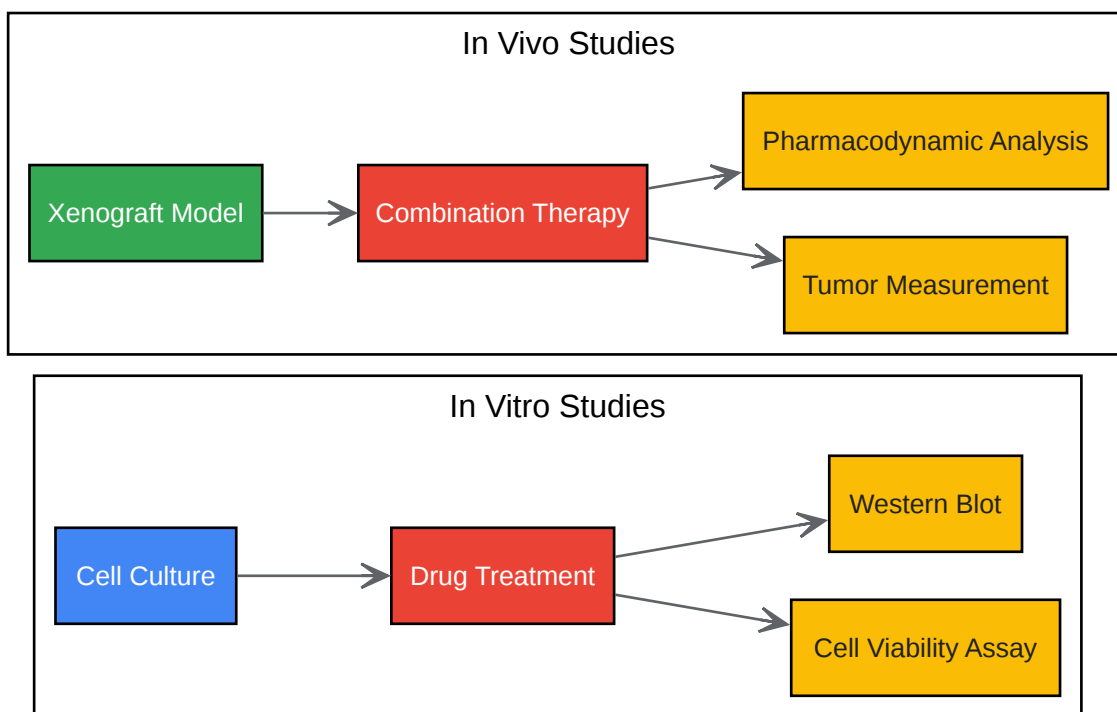 In Vivo Studies
Pharmacodynamic Analysis
Xenograft Model
Combination Therapy
Tumor Measurement
In Vitro Studies
Western Blot
Cell Culture
Drug Treatment
Cell Viability Assay